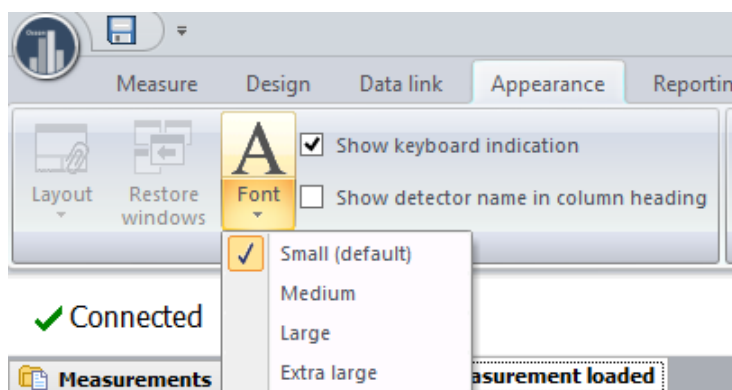 Ocean
Measure Design Data link Appearance Reportin
Layout
Restore
windows
A
Font
Show keyboard indication
Show detector name in column heading
Small (default)
Medium
Large
Extra large
Connected
Measurements
asurement loaded